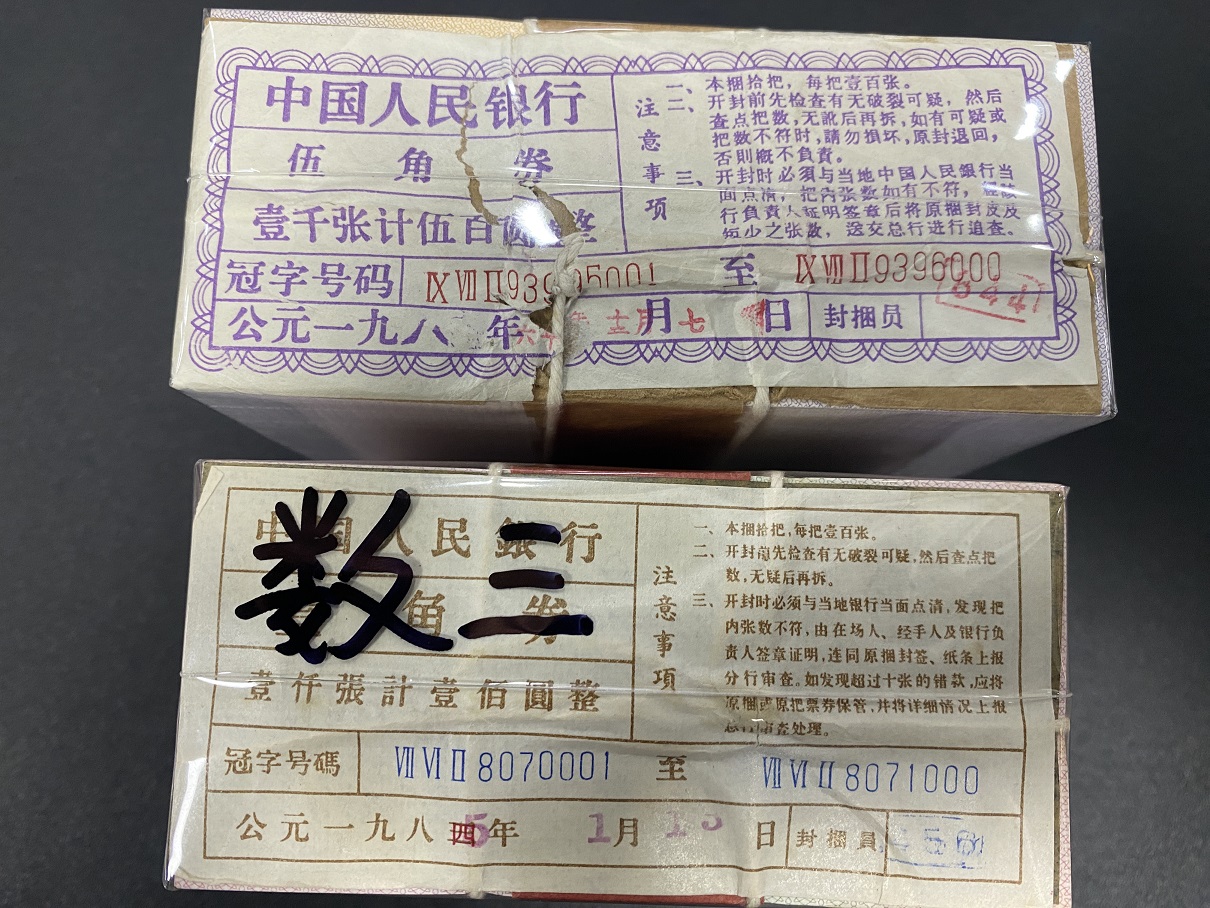 中国人民银行
伍角券
壹千张计伍百圆整
冠字号码 ⅨⅦⅡ9395001 至 ⅨⅦⅡ9396000
公元一九八 年 月七日 封捆员
注意事项
一、本捆拾把，每把壹百张。
二、开封前先检查有无破裂可疑，然后
查点把数，无訛后再拆，如有可疑或
把数不符时，請勿損坏，原封退回，
否則概不負責。
三、开封时必须与当地中国人民銀行当
面点清，把内张数如有不符，
行負責人证明签章后将原捆封皮及
短少之张数，送交总行进行追查。
数三
中国人民銀行
角券
壹仟張計壹佰圓整
冠字号碼 ⅦⅥⅡ8070001 至 ⅦⅥⅡ8071000
公元一九八四5年 1月 13日 封捆員 456
注意事項
一、本捆拾把，每把壹百张。
二、开封前先检查有无破裂可疑，然后查点把
数，无疑后再拆。
三、开封时必须与当地银行当面点清，发现把
内张数不符，由在场人、经手人及银行负
责人签章证明，连同原捆封签、纸条上报
分行审查。如发现超过十张的错款，应将
原捆或原把票券保管，并将详细情况上报
总行审查处理。